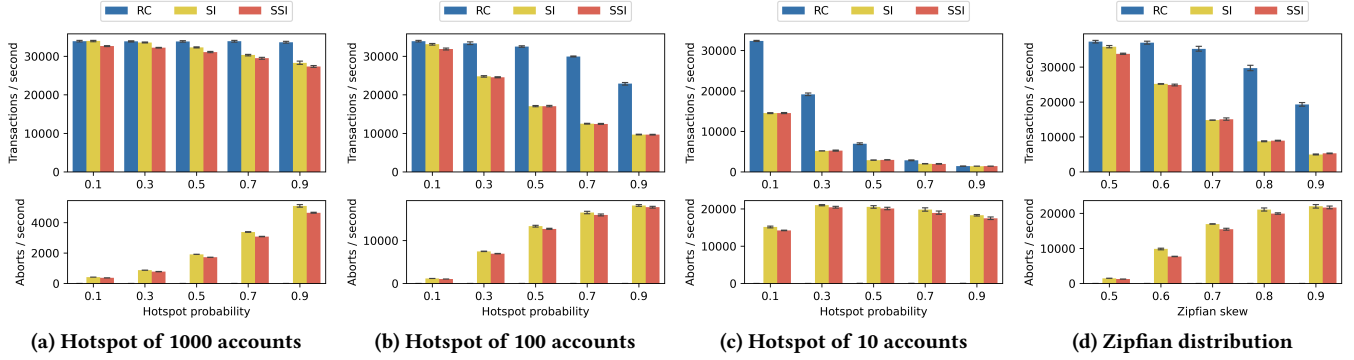 RC SI SSI
Transactions / second
30000
20000
10000
0
0.1 0.3 0.5 0.7 0.9
Aborts / second
4000
2000
0
0.1 0.3 0.5 0.7 0.9
Hotspot probability
(a) Hotspot of 1000 accounts
RC SI SSI
Transactions / second
30000
20000
10000
0
0.1 0.3 0.5 0.7 0.9
Aborts / second
10000
0
0.1 0.3 0.5 0.7 0.9
Hotspot probability
(b) Hotspot of 100 accounts
RC SI SSI
Transactions / second
30000
20000
10000
0
0.1 0.3 0.5 0.7 0.9
Aborts / second
20000
10000
0
0.1 0.3 0.5 0.7 0.9
Hotspot probability
(c) Hotspot of 10 accounts
RC SI SSI
Transactions / second
30000
20000
10000
0
0.5 0.6 0.7 0.8 0.9
Aborts / second
20000
10000
0
0.5 0.6 0.7 0.8 0.9
Zipfian skew
(d) Zipfian distribution